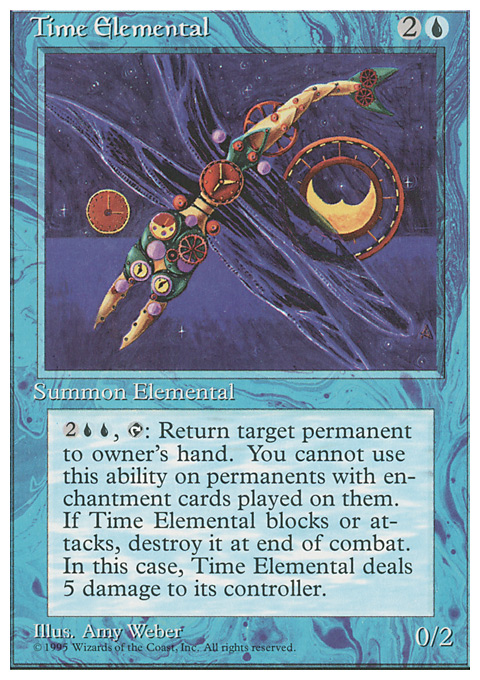 Time Elemental 2
Summon Elemental
2, : Return target permanent
to owner's hand. You cannot use
this ability on permanents with en-
chantment cards played on them.
If Time Elemental blocks or at-
tacks, destroy it at end of combat.
In this case, Time Elemental deals
5 damage to its controller.
Illus. Amy Weber
© 1995 Wizards of the Coast, Inc. All rights reserved.
0/2